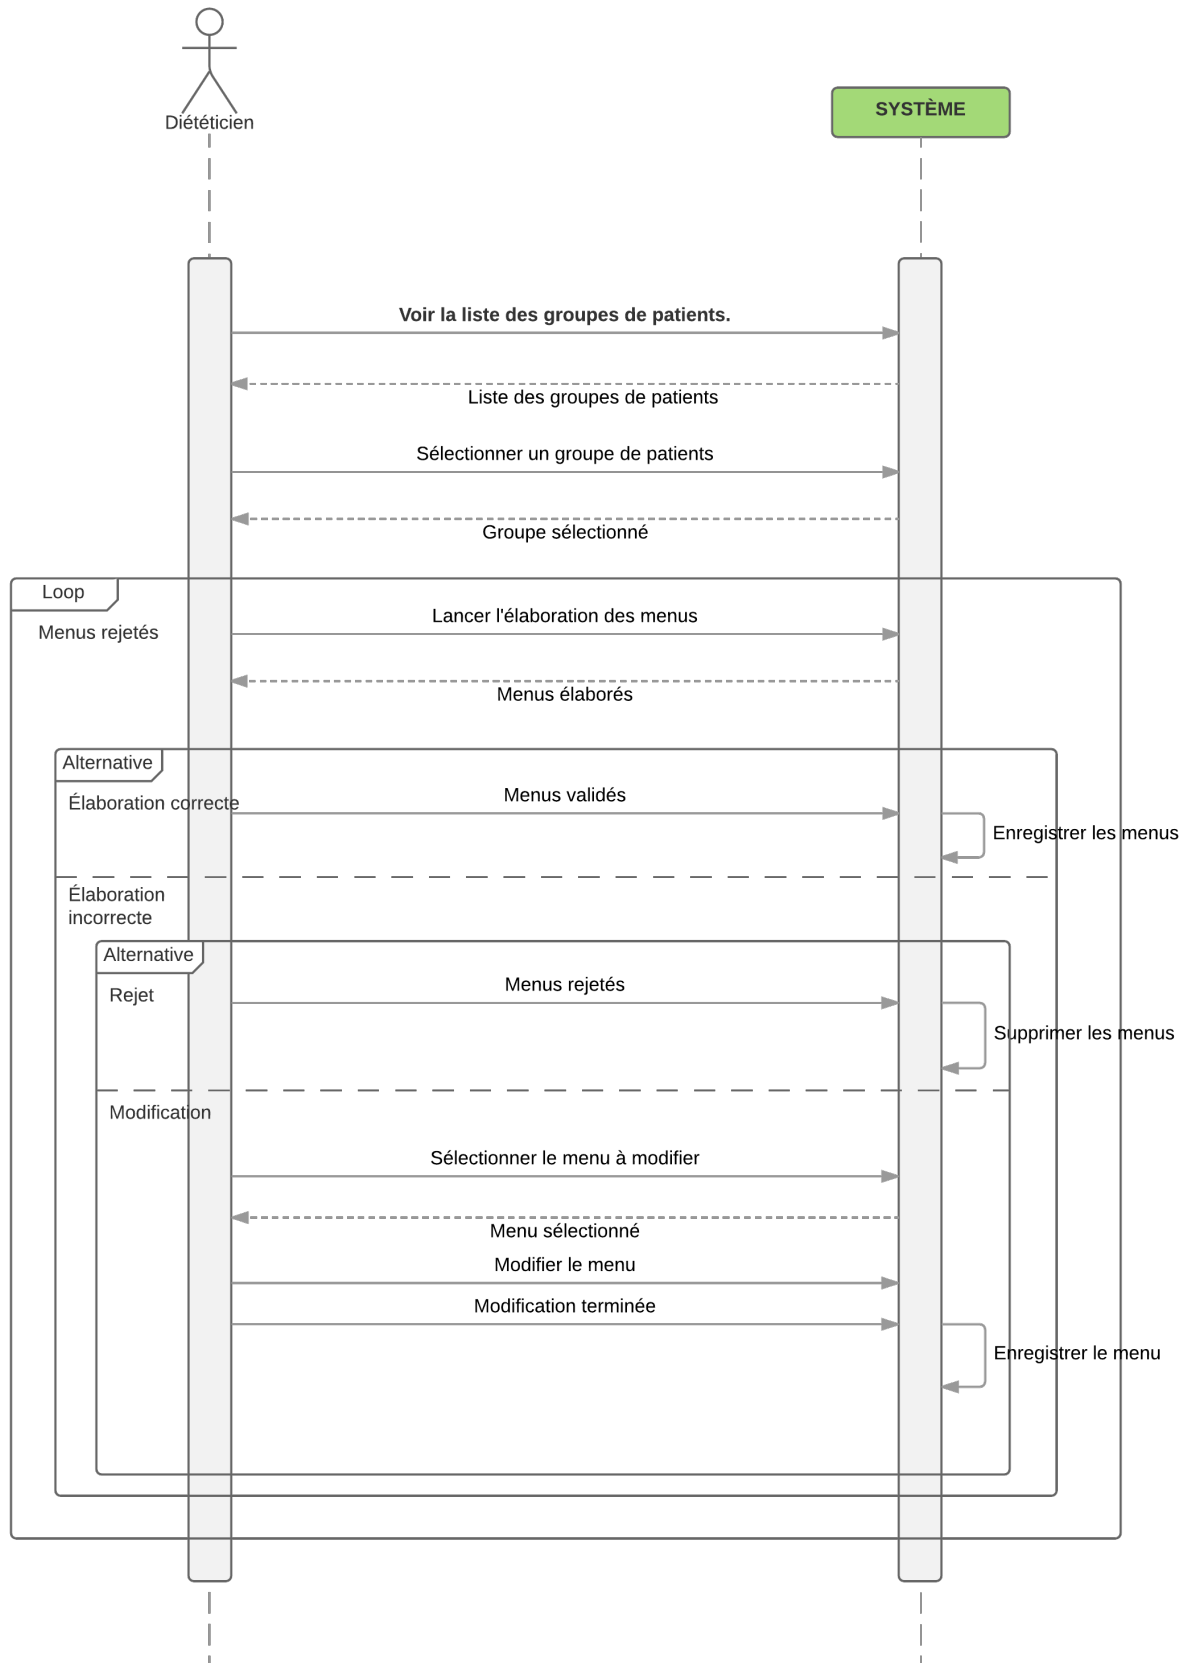 Diététicien
SYSTÈME
Voir la liste des groupes de patients.
Liste des groupes de patients
Sélectionner un groupe de patients
Groupe sélectionné
Loop
Menus rejetés
Lancer l'élaboration des menus
Menus élaborés
Alternative
Élaboration correcte
Menus validés
Enregistrer les menus
Élaboration
incorrecte
Alternative
Rejet
Menus rejetés
Supprimer les menus
Modification
Sélectionner le menu à modifier
Menu sélectionné
Modifier le menu
Modification terminée
Enregistrer le menu